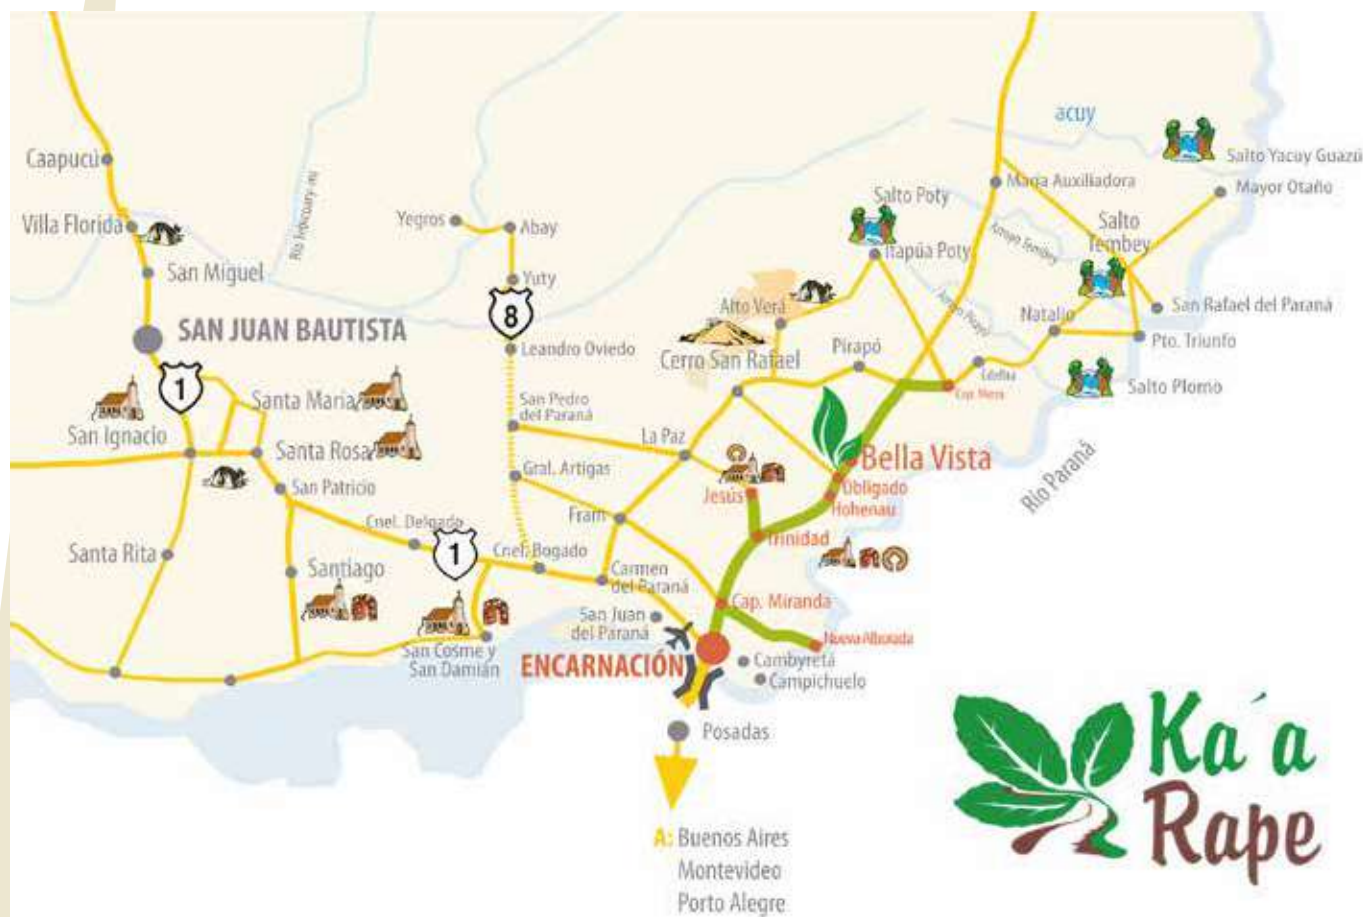 acuy
Salto Yacuy Guazú
Caapucú
Maria Auxiliadora
Mayor Otaño
Salto Poty
Yegros
Abay
Villa Florida
Salto
Tembey
Itapúa Poty
San Miguel
Yuty
Alto Verá
San Rafael del Paraná
8
Natalio
SAN JUAN BAUTISTA
Leandro Oviedo
Pirapó
Pto. Triunfo
Cerro San Rafael
1
Salto Plomo
Santa Maria
San Pedro
del Paraná
San Ignacio
La Paz
Santa Rosa
Bella Vista
Gral. Artigas
San Patricio
Jesús
Obligado
Hohenau
Río Paraná
Fram
Cnel. Delgado
Trinidad
1
Santa Rita
Cnel. Bogado
Santiago
Carmen
del Paraná
Cap. Miranda
San Juan
del Paraná
Nueva Alborada
San Cosme y
San Damián
ENCARNACIÓN
Cambyretá
Campichuelo
Posadas
A: Buenos Aires
Montevideo
Porto Alegre
Ka´a
Rape